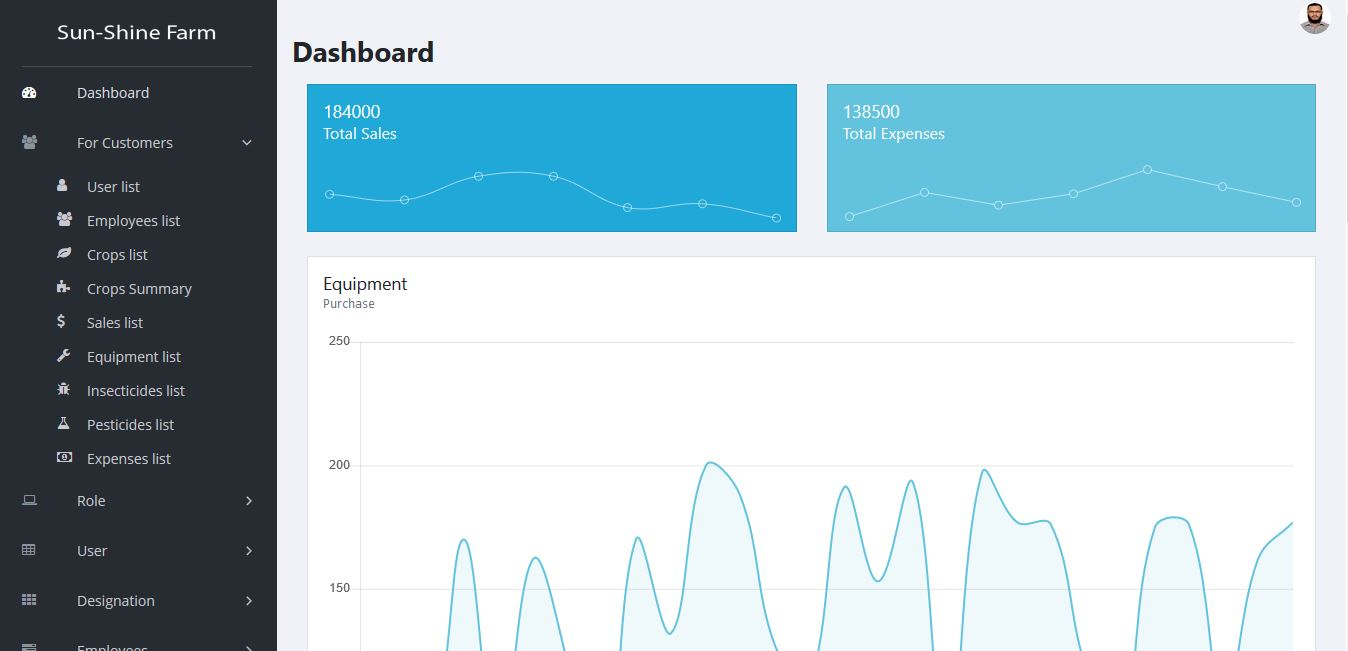 Sun-Shine Farm
Dashboard
For Customers
User list
Employees list
Crops list
Crops Summary
Sales list
Equipment list
Insecticides list
Pesticides list
Expenses list
Role
User
Designation
Employees
Dashboard
184000
Total Sales
138500
Total Expenses
Equipment
Purchase
250
200
150